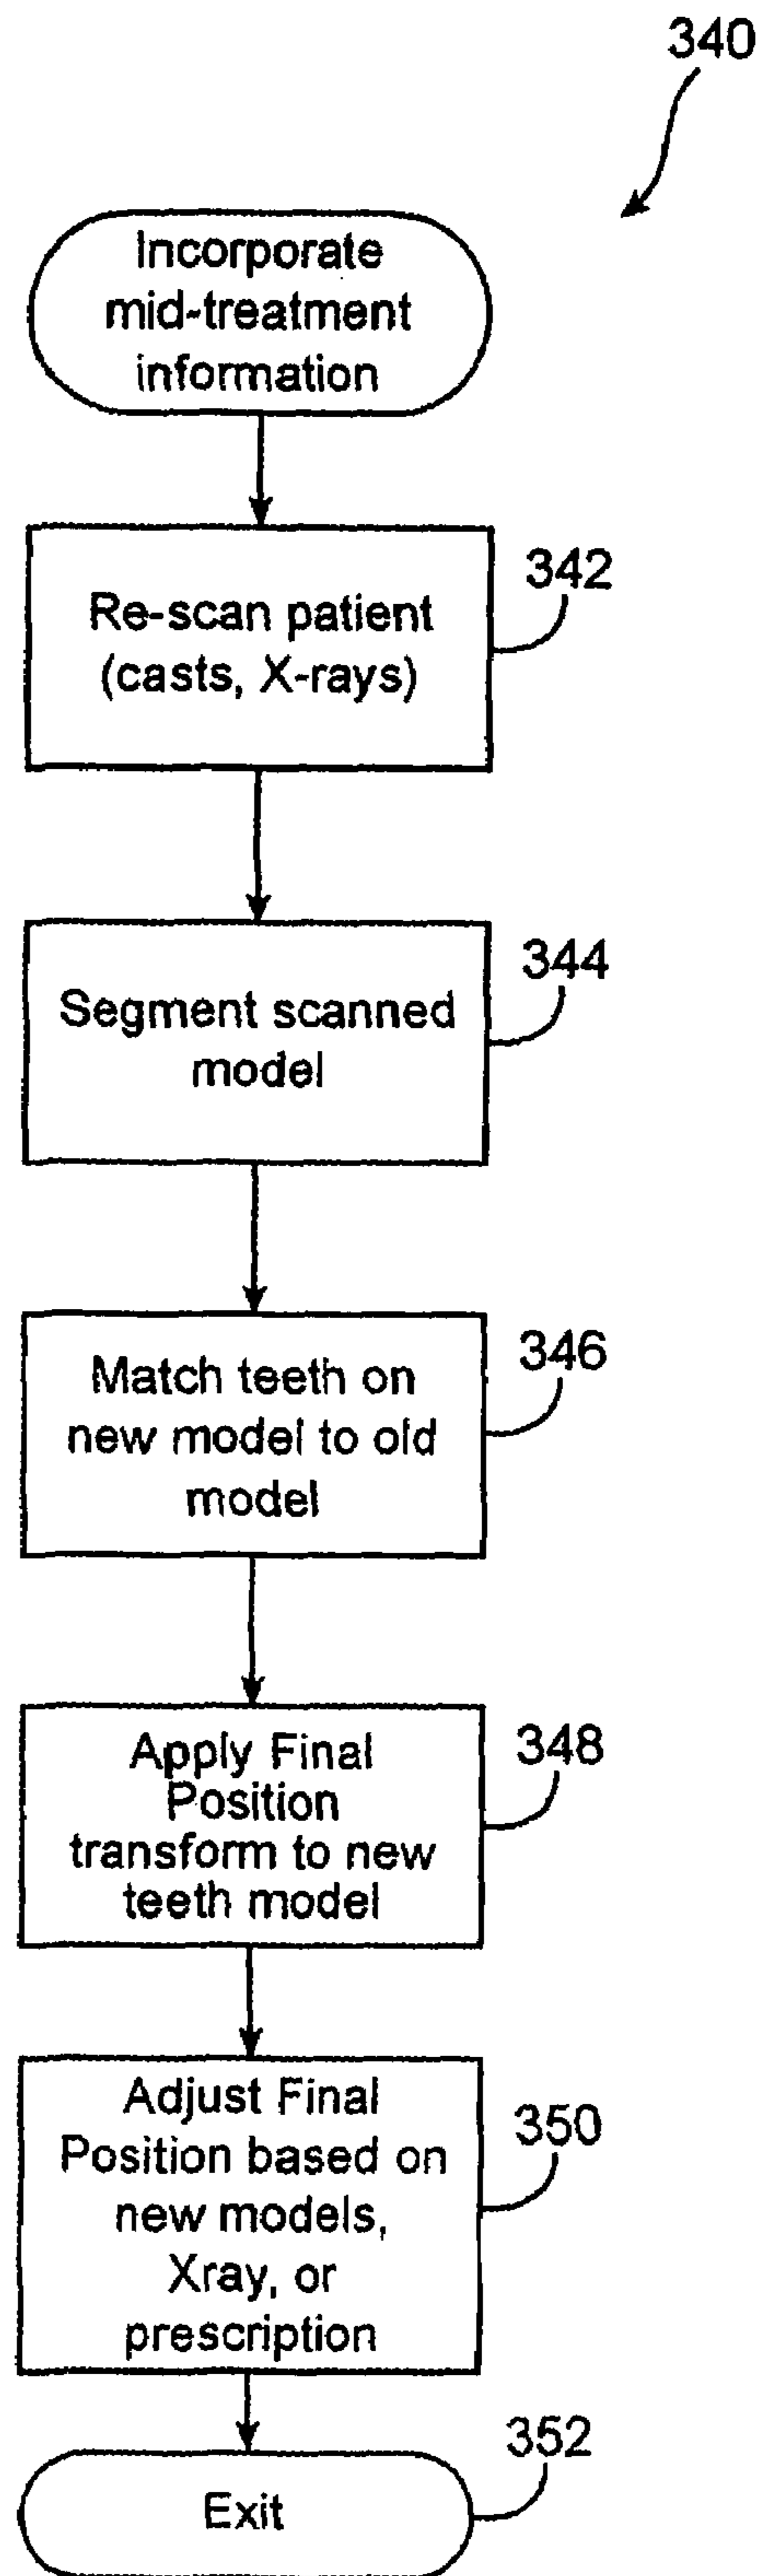 340
Incorporate
mid-treatment
information
342
Re-scan patient
(casts, X-rays)
344
Segment scanned
model
346
Match teeth on
new model to old
model
348
Apply Final
Position
transform to new
teeth model
350
Adjust Final
Position based on
new models,
Xray, or
prescription
352
Exit